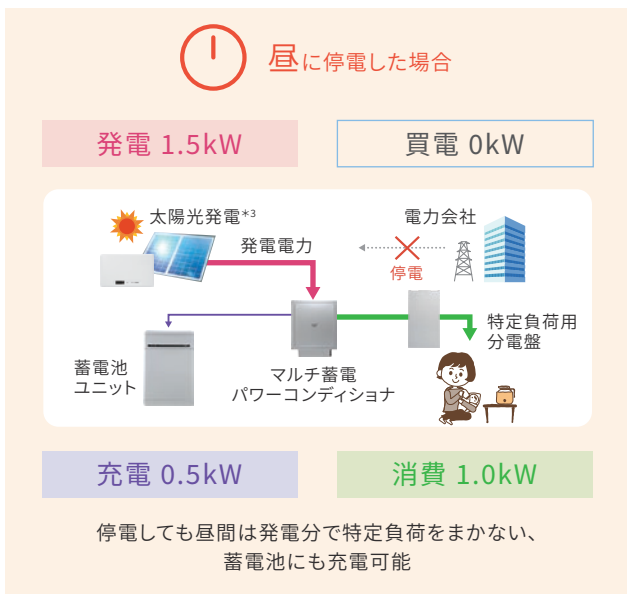 昼に停電した場合
発電 1.5kW
買電 0kW
太陽光発電*3
電力会社
発電電力
停電
特定負荷用
分電盤
蓄電池
ユニット
マルチ蓄電
パワーコンディショナ
充電 0.5kW
消費 1.0kW
停電しても昼間は発電分で特定負荷をまかない、
蓄電池にも充電可能